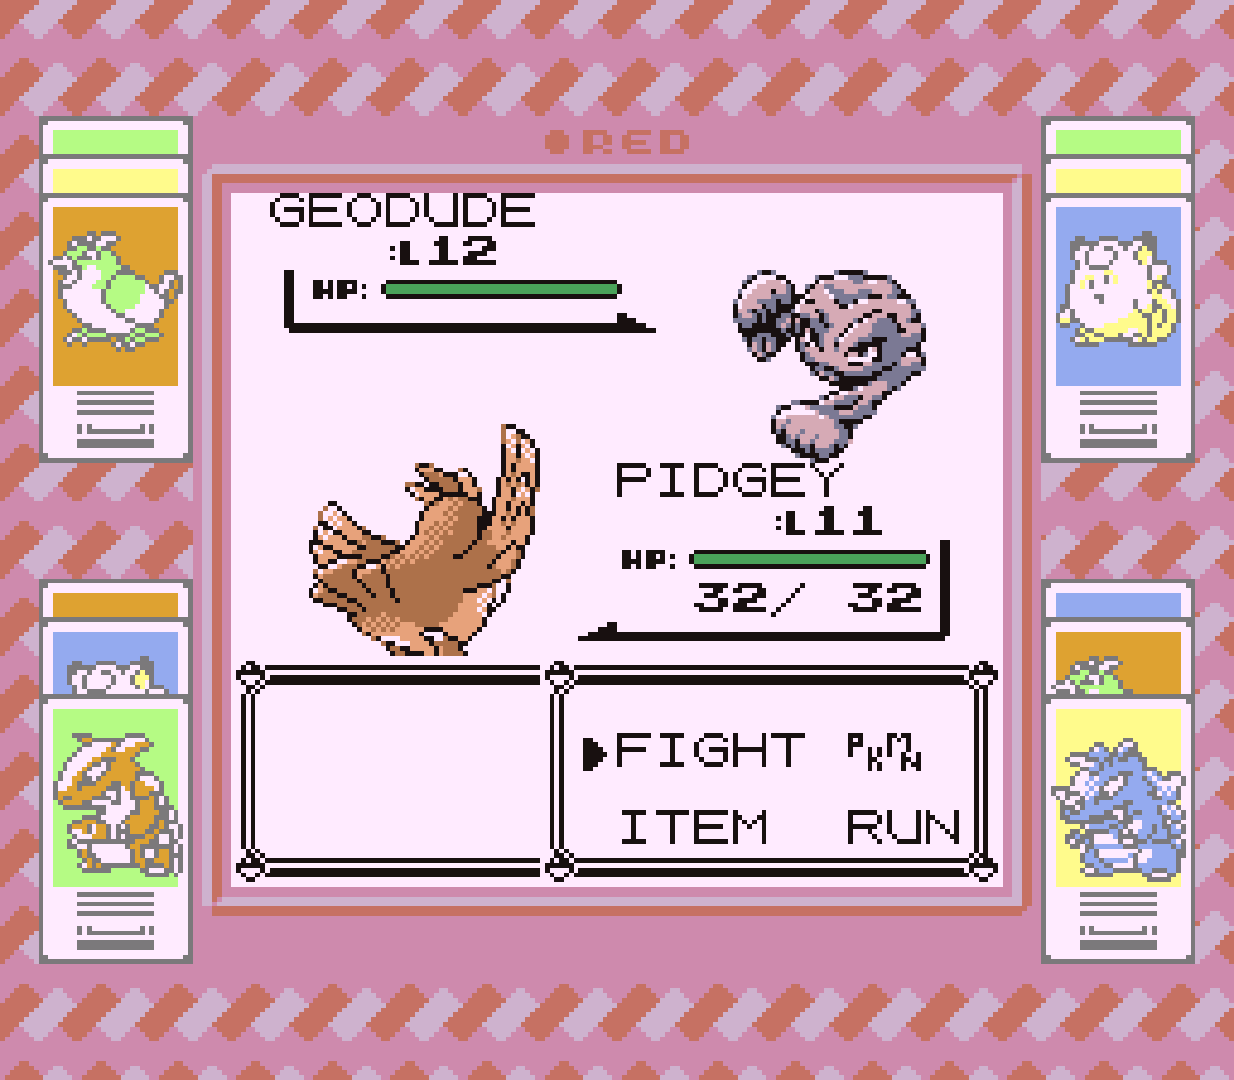 RED
GEODUDE
:L12
HP:
PIDGEY
:L11
HP:
32/ 32
FIGHT PKMN
ITEM RUN